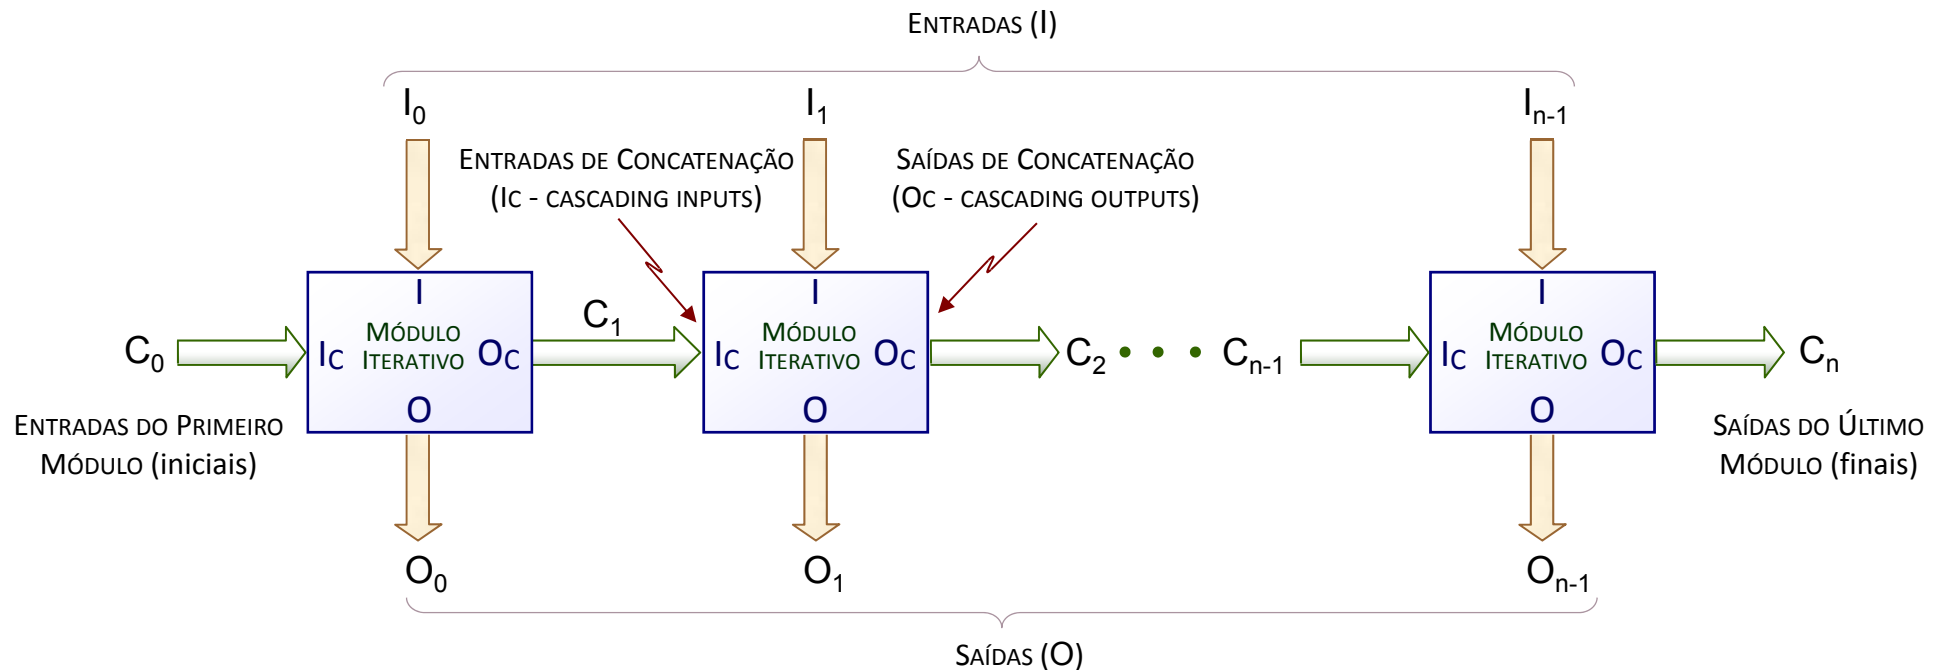 ENTRADAS (I)
I0 I1 In-1
ENTRADAS DE CONCATENAÇÃO
(IC - CASCADING INPUTS)
SAÍDAS DE CONCATENAÇÃO
(OC - CASCADING OUTPUTS)
I I I
C0 IC MÓDULO ITERATIVO OC C1 IC MÓDULO ITERATIVO OC C2 • • • Cn-1 IC MÓDULO ITERATIVO OC Cn
O O O
ENTRADAS DO PRIMEIRO
MÓDULO (iniciais)
SAÍDAS DO ÚLTIMO
MÓDULO (finais)
O0 O1 On-1
SAÍDAS (O)